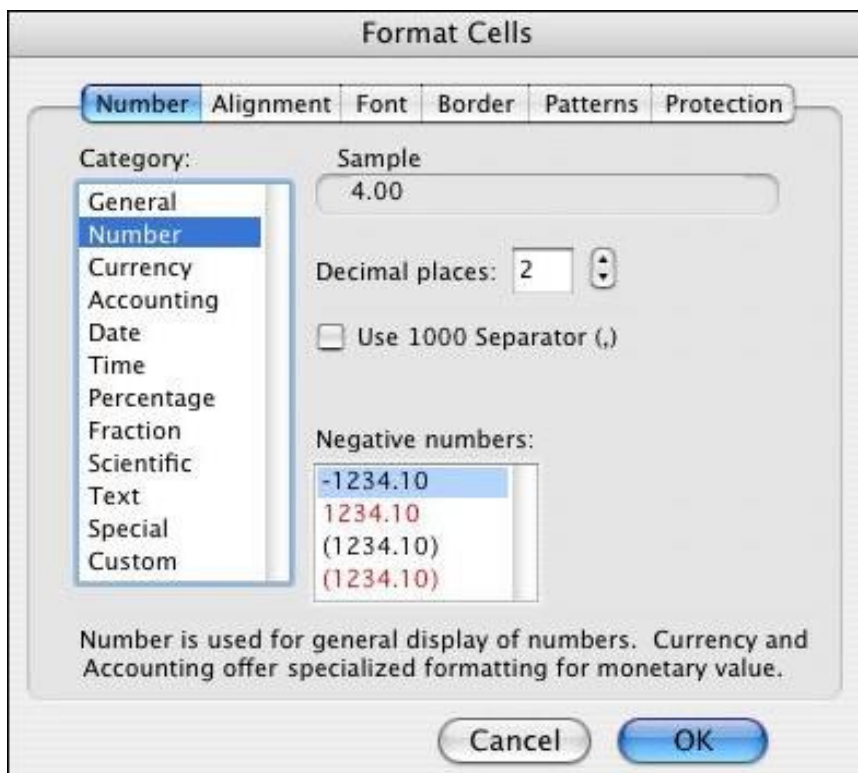 Format Cells
Number Alignment Font Border Patterns Protection
Category:
General
Number
Currency
Accounting
Date
Time
Percentage
Fraction
Scientific
Text
Special
Custom
Sample
4.00
Decimal places: 2
Use 1000 Separator (,)
Negative numbers:
-1234.10
1234.10
(1234.10)
(1234.10)
Number is used for general display of numbers. Currency and
Accounting offer specialized formatting for monetary value.
Cancel OK